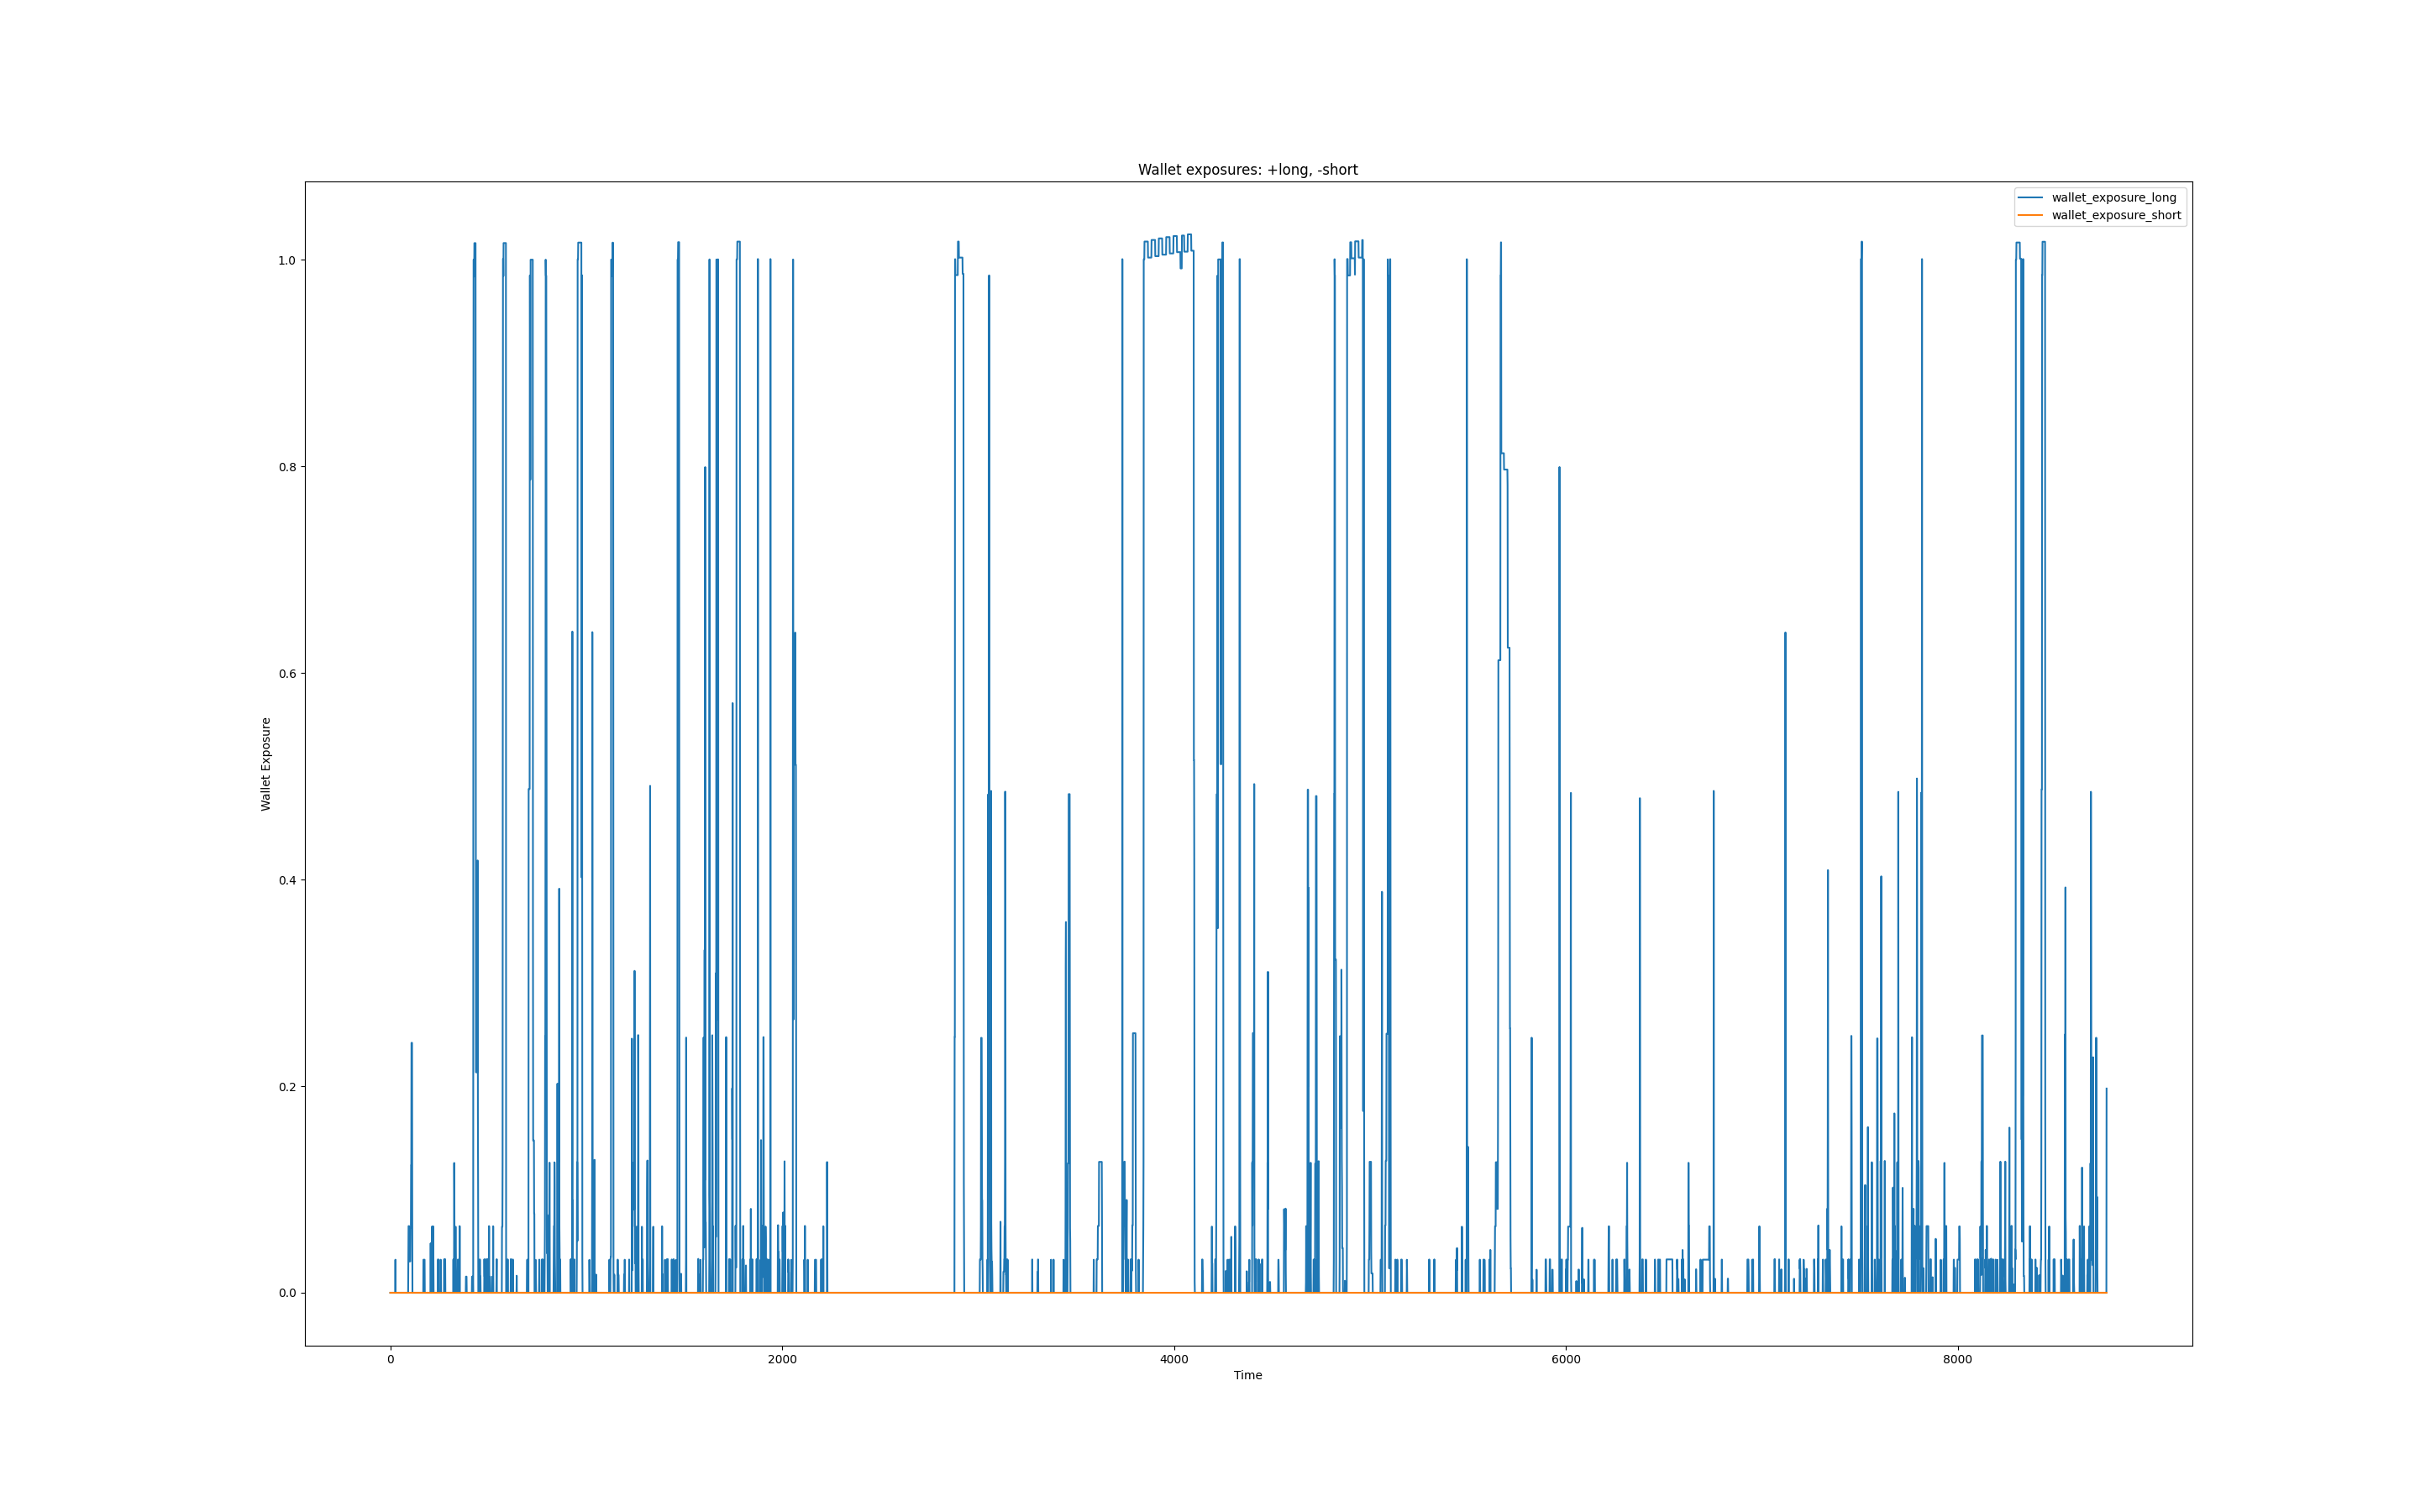 Wallet exposures: +long, -short
wallet_exposure_long
wallet_exposure_short
1.0
0.8
0.6
0.4
0.2
0.0
Wallet Exposure
0 2000 4000 6000 8000
Time